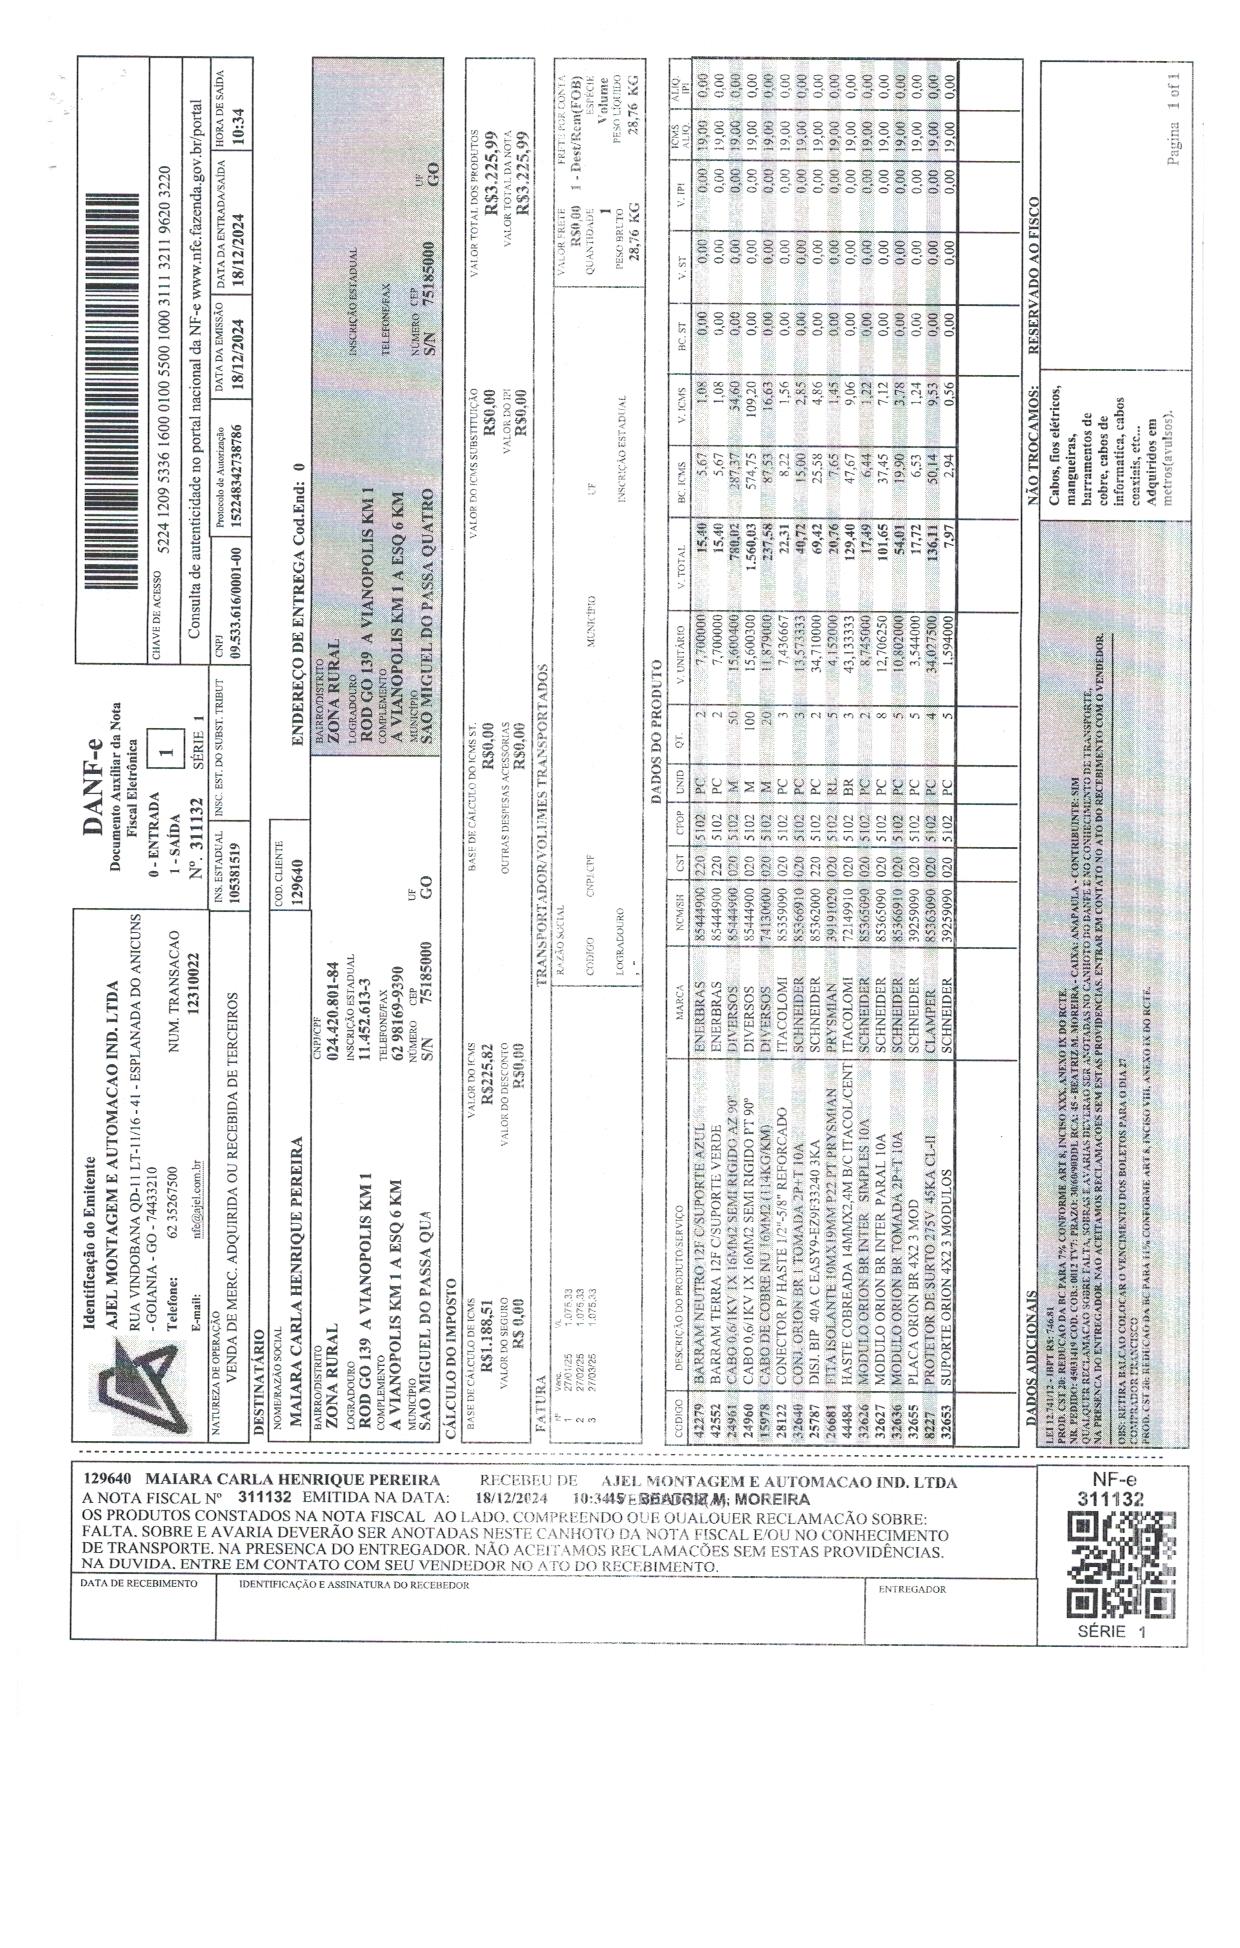 Identificação do Emitente
AJEL MONTAGEM E AUTOMACAO IND. LTDA
RUA VINDOBONA QD-11 LT-11/16 - 41 - ESPLANADA DO ANICUNS
- GOIANIA - GO - 74433210
Telefone: 62 35267500 NUM. TRANSACAO
E-mail: nfe@ajel.com.br 12310022
DANF-e
Documento Auxiliar da Nota
Fiscal Eletrônica
0 - ENTRADA
1 - SAÍDA
1
Nº. 311132 SÉRIE 1
CHAVE DE ACESSO 5224 1209 5336 1600 0100 5500 1000 3111 3211 9620 3220
Consulta de autenticidade no portal nacional da NF-e www.nfe.fazenda.gov.br/portal
NATUREZA DE OPERAÇÃO
VENDA DE MERC. ADQUIRIDA OU RECEBIDA DE TERCEIROS
INS. ESTADUAL
105381519
INSC. EST. DO SUBST. TRIBUT
CNPJ
09.533.616/0001-00
Protocolo de Autorização
152248342738786
DATA DA EMISSÃO
18/12/2024
DATA DA ENTRADA/SAÍDA
18/12/2024
HORA DE SAÍDA
10:34
DESTINATÁRIO
NOME/RAZÃO SOCIAL
MAIARA CARLA HENRIQUE PEREIRA
COD. CLIENTE
129640
BAIRRO/DISTRITO
ZONA RURAL
CNPJ/CPF
024.420.801-84
LOGRADOURO
ROD GO 139 A VIANOPOLIS KM 1
INSCRIÇÃO ESTADUAL
11.452.613-3
COMPLEMENTO
A VIANOPOLIS KM 1 A ESQ 6 KM
TELEFONE/FAX
62 98169-9390
MUNICÍPIO
SAO MIGUEL DO PASSA QUA
NÚMERO CEP UF
S/N 75185000 GO
ENDEREÇO DE ENTREGA Cod.End: 0
BAIRRO/DISTRITO
ZONA RURAL
LOGRADOURO INSCRIÇÃO ESTADUAL
ROD GO 139 A VIANOPOLIS KM 1
COMPLEMENTO TELEFONE/FAX
A VIANOPOLIS KM 1 A ESQ 6 KM
MUNICÍPIO NÚMERO CEP UF
SAO MIGUEL DO PASSA QUATRO S/N 75185000 GO
CÁLCULO DO IMPOSTO
BASE DE CÁLCULO DE ICMS VALOR DO ICMS BASE DE CÁLCULO DO ICMS ST. VALOR DO ICMS SUBSTITUIÇÃO VALOR TOTAL DOS PRODUTOS
R$1.188,51 R$225,82 R$0,00 R$0,00 R$3.225,99
VALOR DO SEGURO VALOR DO DESCONTO OUTRAS DESPESAS ACESSÓRIAS VALOR DO IPI VALOR TOTAL DA NOTA
R$ 0,00 R$0,00 R$0,00 R$0,00 R$3.225,99
FATURA
Nº Venc. VL
1 27/01/25 1.075,33
2 27/02/25 1.075,33
3 27/03/25 1.075,33
TRANSPORTADOR/VOLUMES TRANSPORTADOS
RAZÃO SOCIAL VALOR FRETE FRETE POR CONTA
R$0,00 1 - Dest/Rem(FOB)
CODIGO CNPJ/CPF MUNICÍPIO UF QUANTIDADE ESPÉCIE
1 Volume
LOGRADOURO INSCRIÇÃO ESTADUAL PESO BRUTO PESO LÍQUIDO
, - 28,76 KG 28,76 KG
DADOS DO PRODUTO
CODIGO DESCRIÇÃO DO PRODUTO/SERVIÇO MARCA NCM/SH CST CFOP UNID QT. V. UNITÁRIO V. TOTAL BC. ICMS V. ICMS BC. ST V. ST V. IPI ICMS ALIQ. ALIQ. IPI
42279 BARRAM NEUTRO 12F C/SUPORTE AZUL ENERBRAS 85444900 220 5102 PC 2 7,700000 15,40 5,67 1,08 0,00 0,00 0,00 19,00 0,00
42552 BARRAM TERRA 12F C/SUPORTE VERDE ENERBRAS 85444900 220 5102 PC 2 7,700000 15,40 5,67 1,08 0,00 0,00 0,00 19,00 0,00
24961 CABO 0,6/1KV 1X 16MM2 SEMI RIGIDO AZ 90º DIVERSOS 85444900 020 5102 M 50 15,600400 780,02 287,37 54,60 0,00 0,00 0,00 19,00 0,00
24960 CABO 0,6/1KV 1X 16MM2 SEMI RIGIDO PT 90º DIVERSOS 85444900 020 5102 M 100 15,600300 1.560,03 574,75 109,20 0,00 0,00 0,00 19,00 0,00
15978 CABO DE COBRE NU 16MM2 (114KG/KM) DIVERSOS 74130000 020 5102 M 20 11,879000 237,58 87,53 16,63 0,00 0,00 0,00 19,00 0,00
28122 CONECTOR P/ HASTE 1/2"-5/8" REFORCADO ITACOLOMI 85359090 020 5102 PC 3 7,436667 22,31 8,22 1,56 0,00 0,00 0,00 19,00 0,00
32640 CONJ. ORION BR 1 TOMADA 2P+T 10A SCHNEIDER 85366910 020 5102 PC 3 13,573333 40,72 15,00 2,85 0,00 0,00 0,00 19,00 0,00
25787 DISJ. BIP 40A C EASY9-EZ9F33240 3KA SCHNEIDER 85362000 220 5102 PC 2 34,710000 69,42 25,58 4,86 0,00 0,00 0,00 19,00 0,00
26681 FITA ISOLANTE 10MX19MM P22 PT PRYSMIAN PRYSMIAN 39191020 020 5102 RL 5 4,152000 20,76 7,65 1,45 0,00 0,00 0,00 19,00 0,00
44484 HASTE COBREADA 14MMX2,4M B/C ITACOL/CENT ITACOLOMI 72149910 020 5102 BR 3 43,133333 129,40 47,67 9,06 0,00 0,00 0,00 19,00 0,00
32626 MODULO ORION BR INTER. SIMPLES 10A SCHNEIDER 85365090 020 5102 PC 2 8,745000 17,49 6,44 1,22 0,00 0,00 0,00 19,00 0,00
32627 MODULO ORION BR INTER PARAL 10A SCHNEIDER 85365090 020 5102 PC 8 12,706250 101,65 37,45 7,12 0,00 0,00 0,00 19,00 0,00
32636 MODULO ORION BR TOMADA 2P+T 10A SCHNEIDER 85366910 020 5102 PC 5 10,802000 54,01 19,90 3,78 0,00 0,00 0,00 19,00 0,00
32655 PLACA ORION BR 4X2 3 MOD SCHNEIDER 39259090 020 5102 PC 5 3,544000 17,72 6,53 1,24 0,00 0,00 0,00 19,00 0,00
8227 PROTETOR DE SURTO 275V 45KA CL-II CLAMPER 85363090 020 5102 PC 4 34,027500 136,11 50,14 9,53 0,00 0,00 0,00 19,00 0,00
32653 SUPORTE ORION 4X2 3 MODULOS SCHNEIDER 39259090 020 5102 PC 5 1,594000 7,97 2,94 0,56 0,00 0,00 0,00 19,00 0,00
DADOS ADICIONAIS
LEI 12.741/12 - IBPT R$: 746.81
PROD. CST 20: REDUCAO DA BC PARA 7% CONFORME ART 8, INCISO XXX, ANEXO IX DO RCTE.
NR. PEDIDO: 45031419 COD. COB.: 0012 TV7: PRAZO: 30/60/90DDL RCA: 45 - BEATRIZ M. MOREIRA - CAIXA: ANAPAULA - CONTRIBUINTE: SIM
QUALQUER RECLAMACAO SOBRE FALTA, SOBRAS E AVARIAS DEVERAO SER ANOTADAS NO CANHOTO DO DANFE E NO CONHECIMENTO DE TRANSPORTE,
NA PRESENCA DO ENTREGADOR. NAO ACEITAMOS RECLAMACOES SEM ESTAS PROVIDENCIAS. ENTRAR EM CONTATO NO ATO DO RECEBIMENTO COM O VENDEDOR.
OBS: RETIRA BALCAO COLOCAR O VENCIMENTO DOS BOLETOS PARA O DIA 27
COMPRADOR FRANCISCO
PROD. CST 20: REDUCAO DA BC PARA 11% CONFORME ART 8, INCISO VIII, ANEXO IX DO RCTE.
NÃO TROCAMOS:
Cabos, fios elétricos,
mangueiras,
barramentos de
cobre, cabos de
informatica, cabos
coaxiais, etc...
Adquiridos em
metros(avulsos).
RESERVADO AO FISCO
Pagina 1 of 1
129640 MAIARA CARLA HENRIQUE PEREIRA RECEBEU DE AJEL MONTAGEM E AUTOMACAO IND. LTDA
A NOTA FISCAL Nº 311132 EMITIDA NA DATA: 18/12/2024 10:34 45 BEATRIZ M. MOREIRA
OS PRODUTOS CONSTADOS NA NOTA FISCAL AO LADO. COMPREENDO QUE QUALQUER RECLAMACÃO SOBRE:
FALTA. SOBRE E AVARIA DEVERÃO SER ANOTADAS NESTE CANHOTO DA NOTA FISCAL E/OU NO CONHECIMENTO
DE TRANSPORTE. NA PRESENCA DO ENTREGADOR. NÃO ACEITAMOS RECLAMACÕES SEM ESTAS PROVIDÊNCIAS.
NA DUVIDA. ENTRE EM CONTATO COM SEU VENDEDOR NO ATO DO RECEBIMENTO.
DATA DE RECEBIMENTO IDENTIFICAÇÃO E ASSINATURA DO RECEBEDOR ENTREGADOR
NF-e
311132
SÉRIE 1